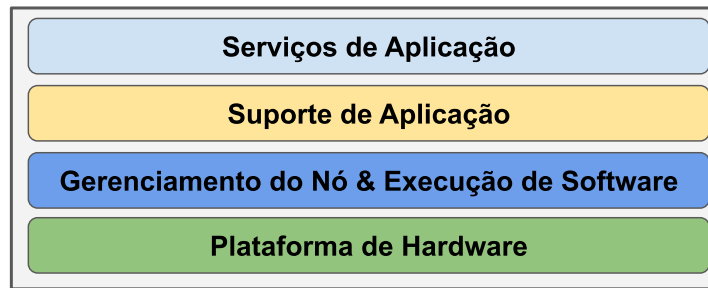 Serviços de Aplicação
Suporte de Aplicação
Gerenciamento do Nó & Execução de Software
Plataforma de Hardware